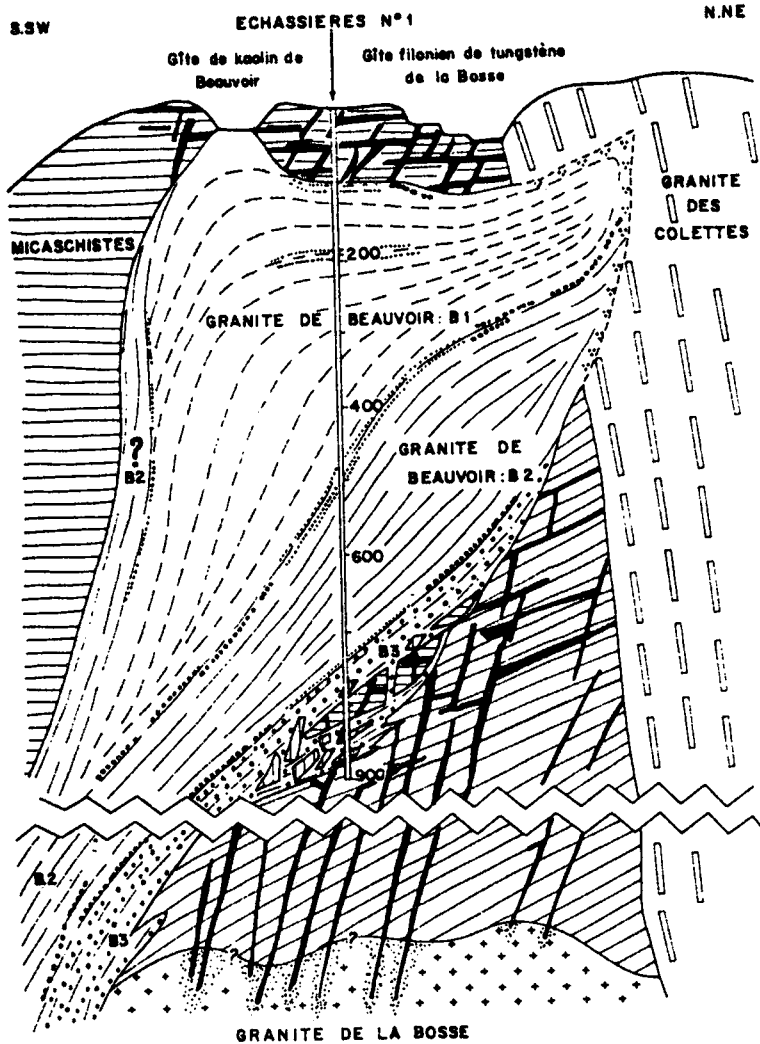 S.SW
ECHASSIERES N°1
N.NE
Gîte de kaolin de
Beauvoir
Gîte filonien de tungstène
de la Bosse
GRANITE
DES
COLETTES
MICASCHISTES
200
GRANITE DE BEAUVOIR: B1
400
GRANITE DE
BEAUVOIR: B2
?
B2
600
B3
900
B2
B3
?
?
GRANITE DE LA BOSSE